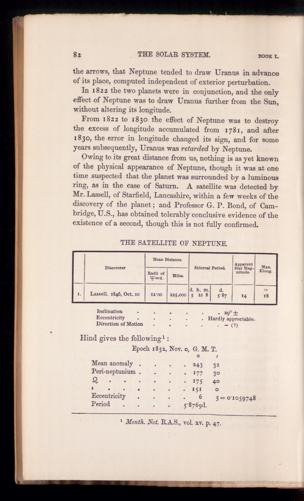 82 THE SOLAR SYSTEM. BOOK I.
the arrows, that Neptune tended to draw Uranus in advance
of its place, computed independent of exterior perturbation.
In 1822 the two planets were in conjunction, and the only
effect of Neptune was to draw Uranus further from the Sun,
without altering its longitude.
From 1822 to 1830 the effect of Neptune was to destroy
the excess of longitude accumulated from 1781, and after
1830, the error in longitude changed its sign, and for some
years subsequently, Uranus was retarded by Neptune.
Owing to its great distance from us, nothing is as yet known
of the physical appearance of Neptune, though it was at one
time suspected that the planet was surrounded by a luminous
ring, as in the case of Saturn. A satellite was detected by
Mr. Lassell, of Starfield, Lancashire, within a few weeks of the
discovery of the planet; and Professor G. P. Bond, of Cam-
bridge, U.S., has obtained tolerably conclusive evidence of the
existence of a second, though this is not fully confirmed.
THE SATELLITE OF NEPTUNE.
Discoverer Mean Distance. Sidereal Period. Apparent Star Magnitude. Max. Elong.
Radii of Miles.
d. h. m. d. "
1. Lassell, 1846, Oct. 10 12·00 225,000 5 21 8 5·87 14 18
Inclination . . . . . . 29° ±
Eccentricity . . . . . Hardly appreciable.
Direction of Motion . . . . . – (?)
Hind gives the following¹:
Epoch 1852, Nov. 0, G. M. T.
° ′
Mean anomaly . . . . 243 32
Peri-neptunium . . . . 177 30
☊ . . . . . 175 40
. . . . . 151 0
Eccentricity . . . . 6 5 = 0·1059748
Period . . . . 5·8769d.
¹ Month. Not. R.A.S., vol. xv. p. 47.